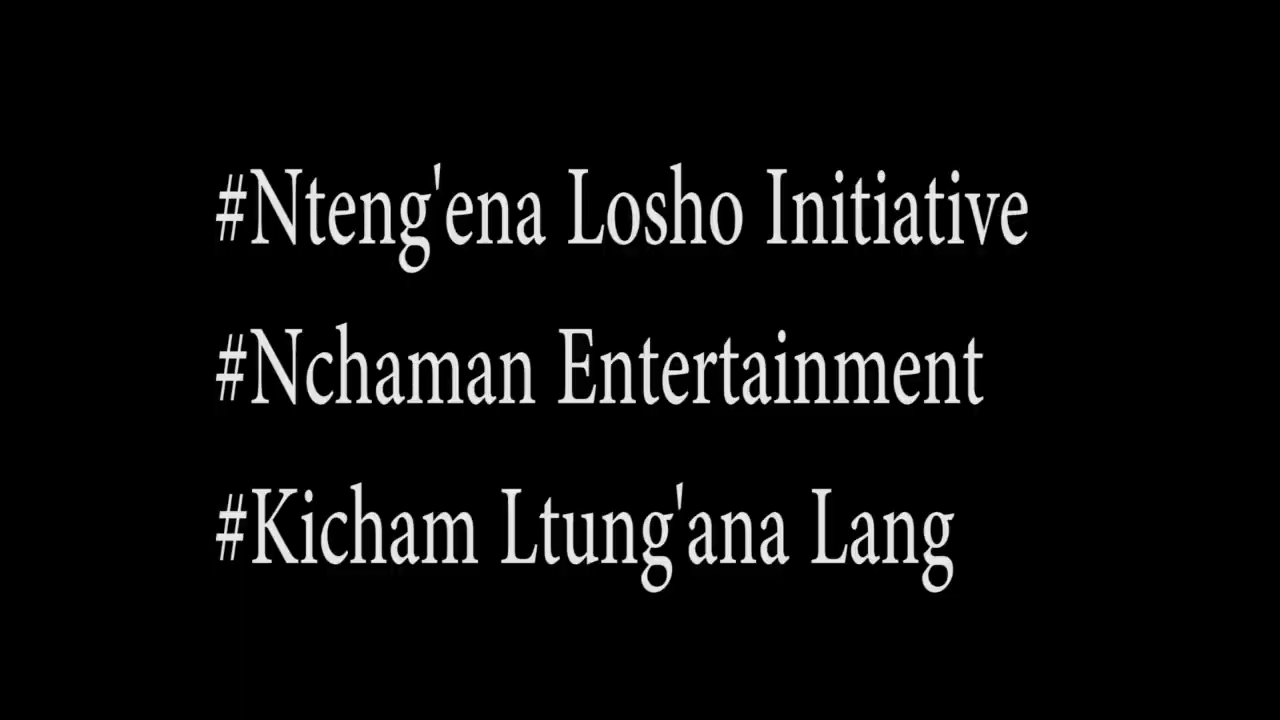 #Nteng'ena Losho Initiative
#Nchaman Entertainment
#Kicham Ltung'ana Lang